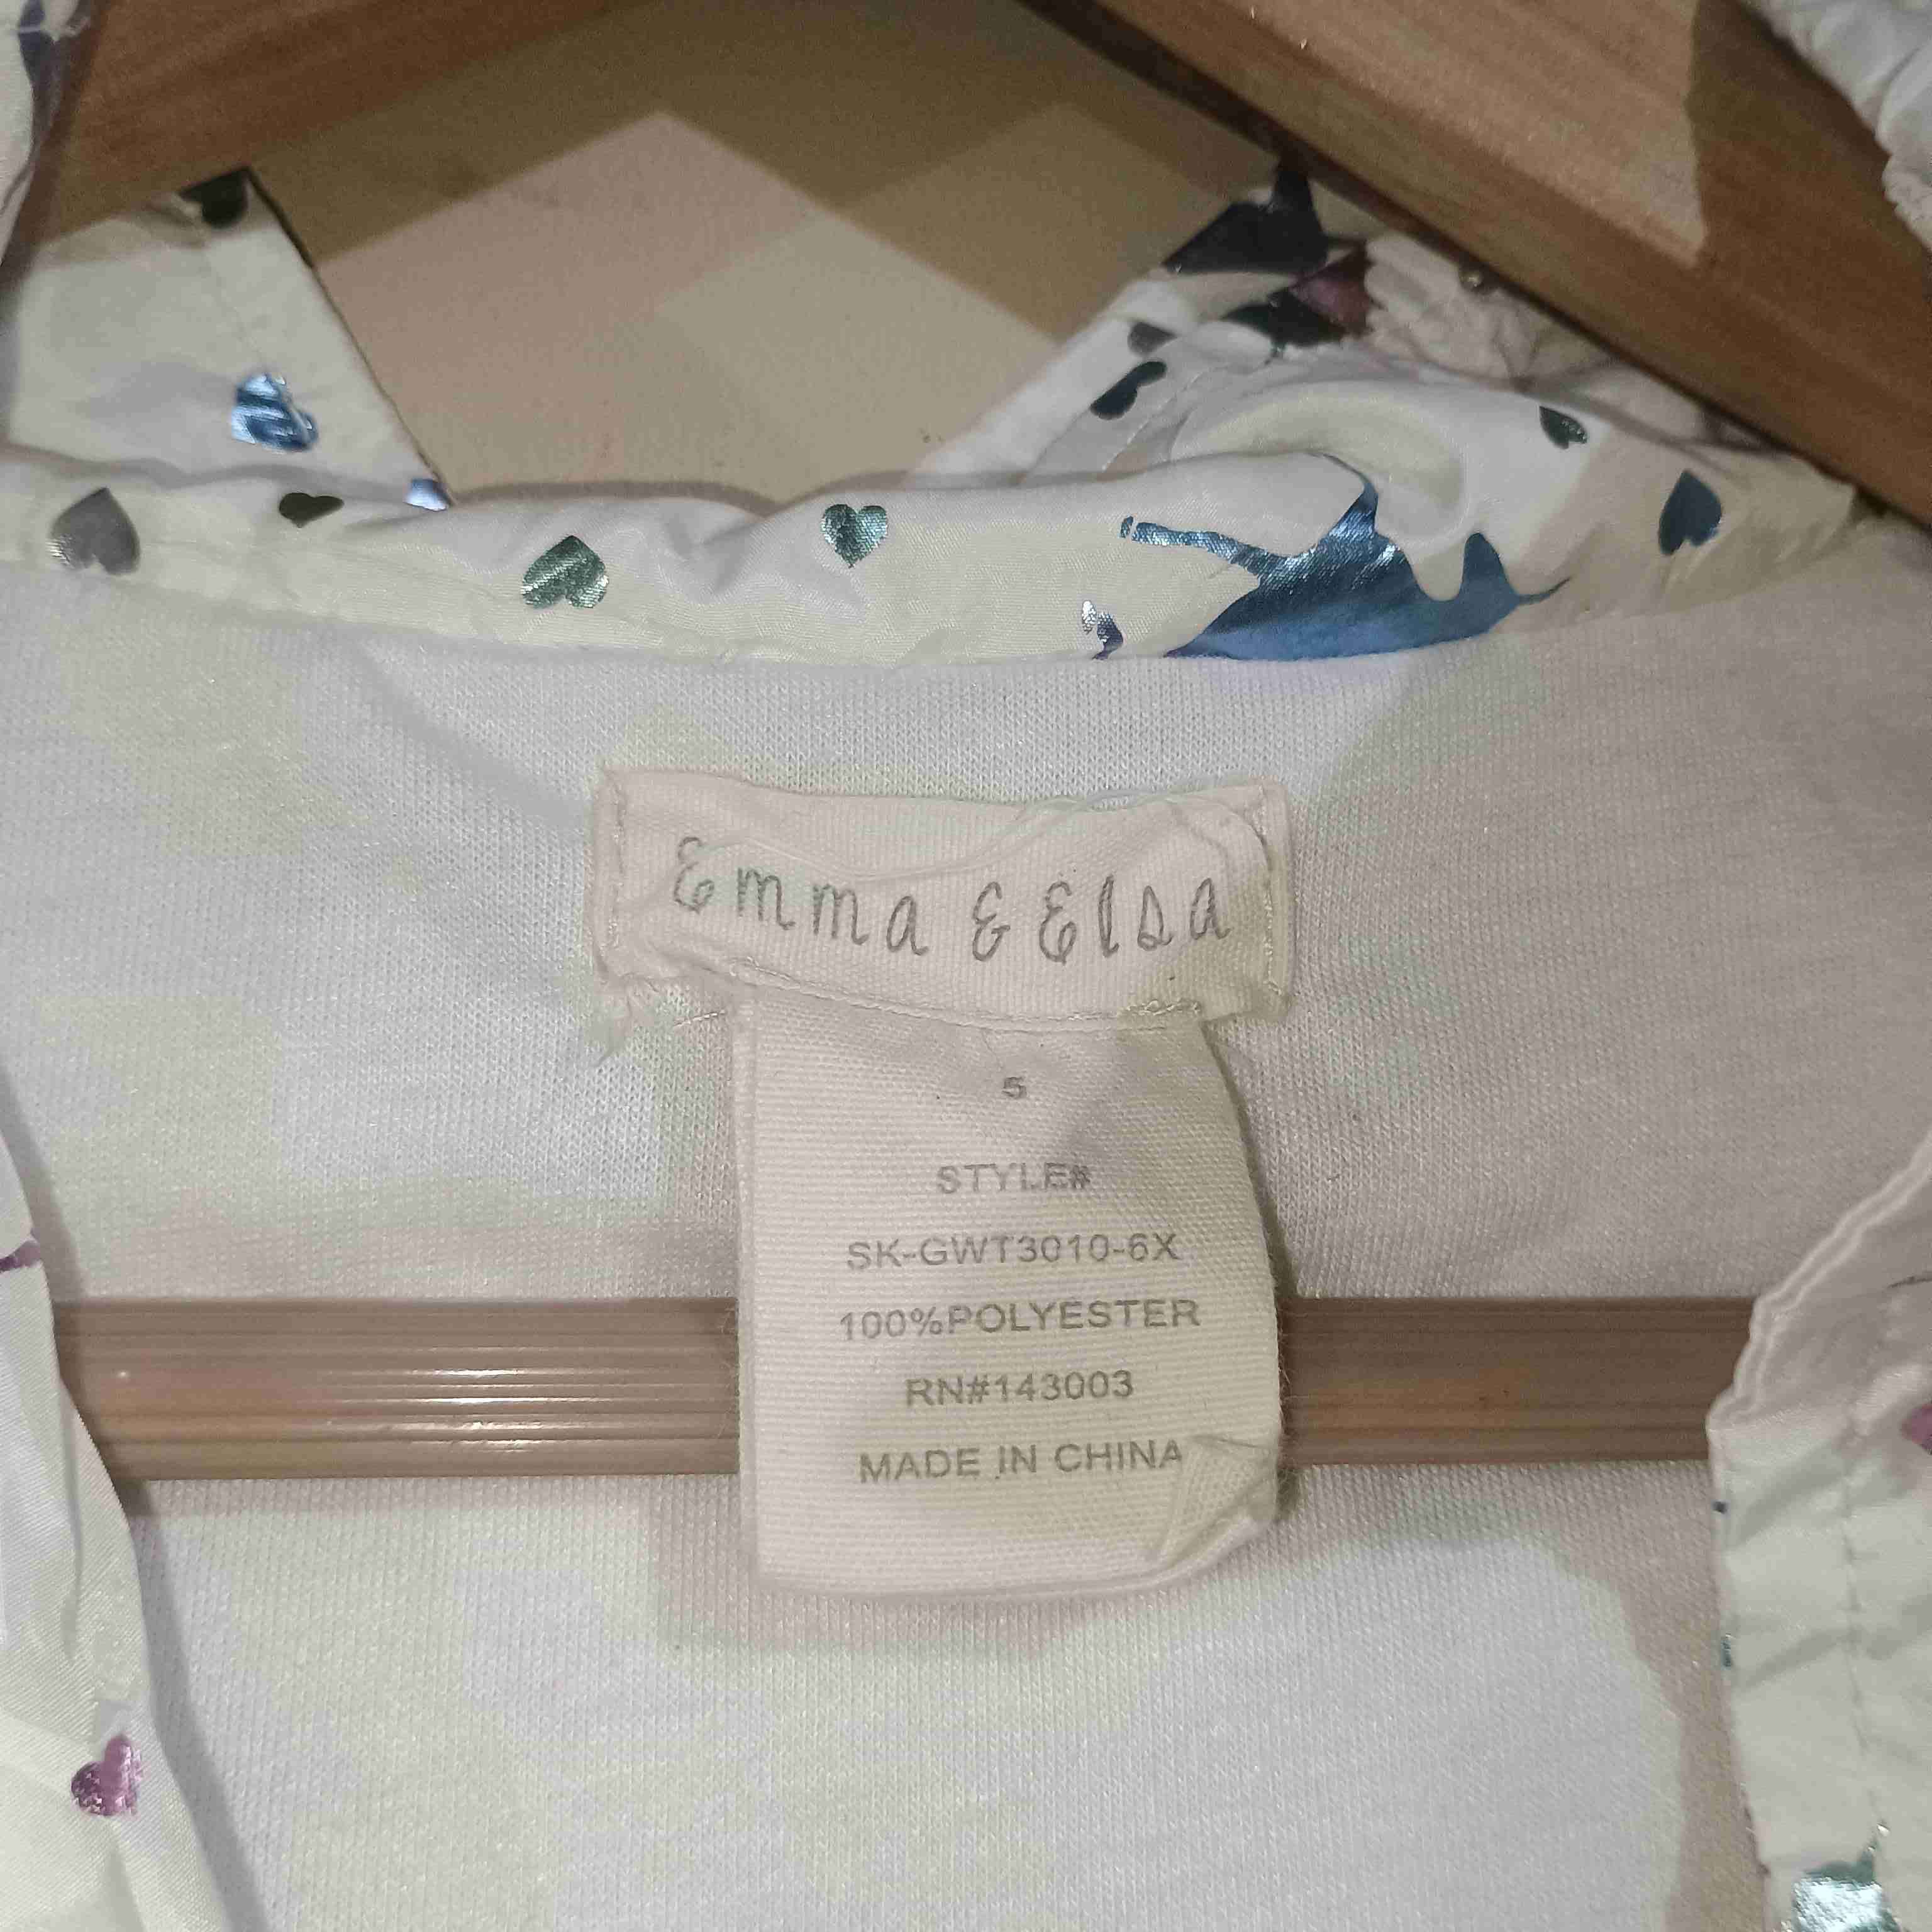 Emma & Elsa
5
STYLE#
SK-GWT3010-6X
100%POLYESTER
RN#143003
MADE IN CHINA